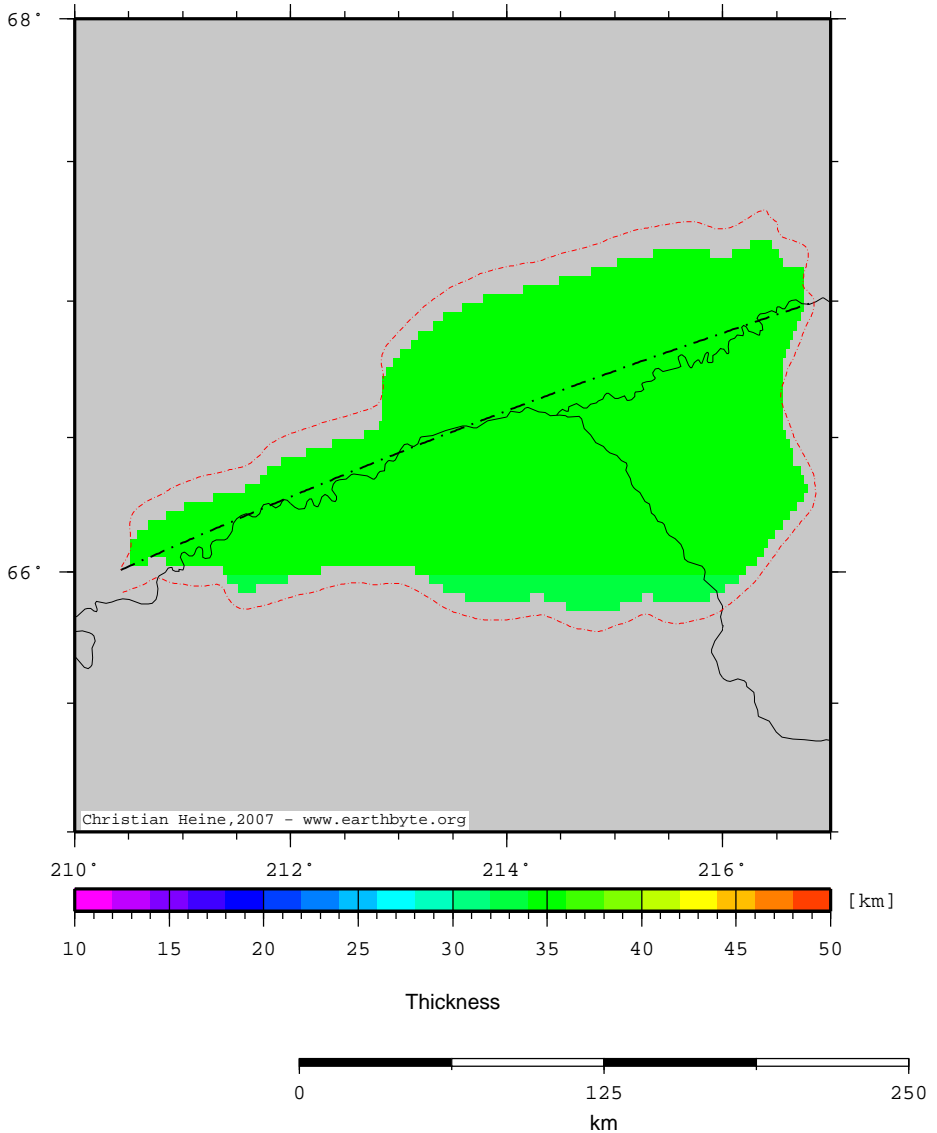 68°
66°
Christian Heine,2007 – www.earthbyte.org
210° 212° 214° 216°
[km]
10 15 20 25 30 35 40 45 50
Thickness
0 125 250
km